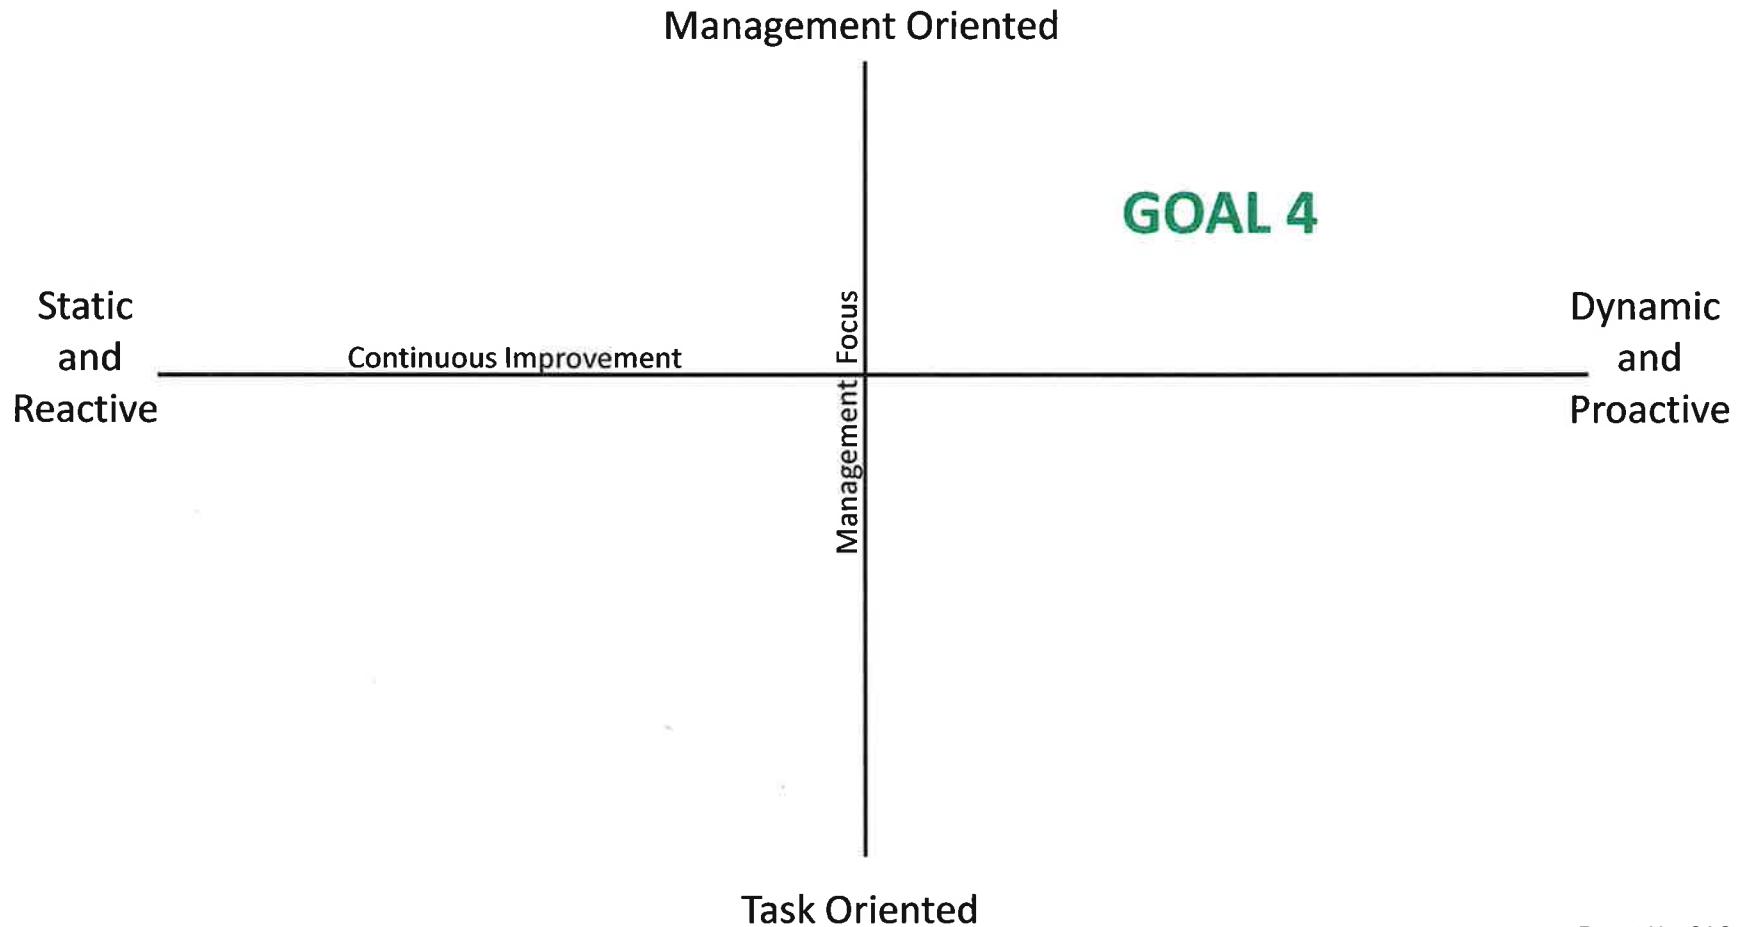 Management Oriented
GOAL 4
Static
and
Reactive
Continuous Improvement
Management Focus
Dynamic
and
Proactive
Task Oriented